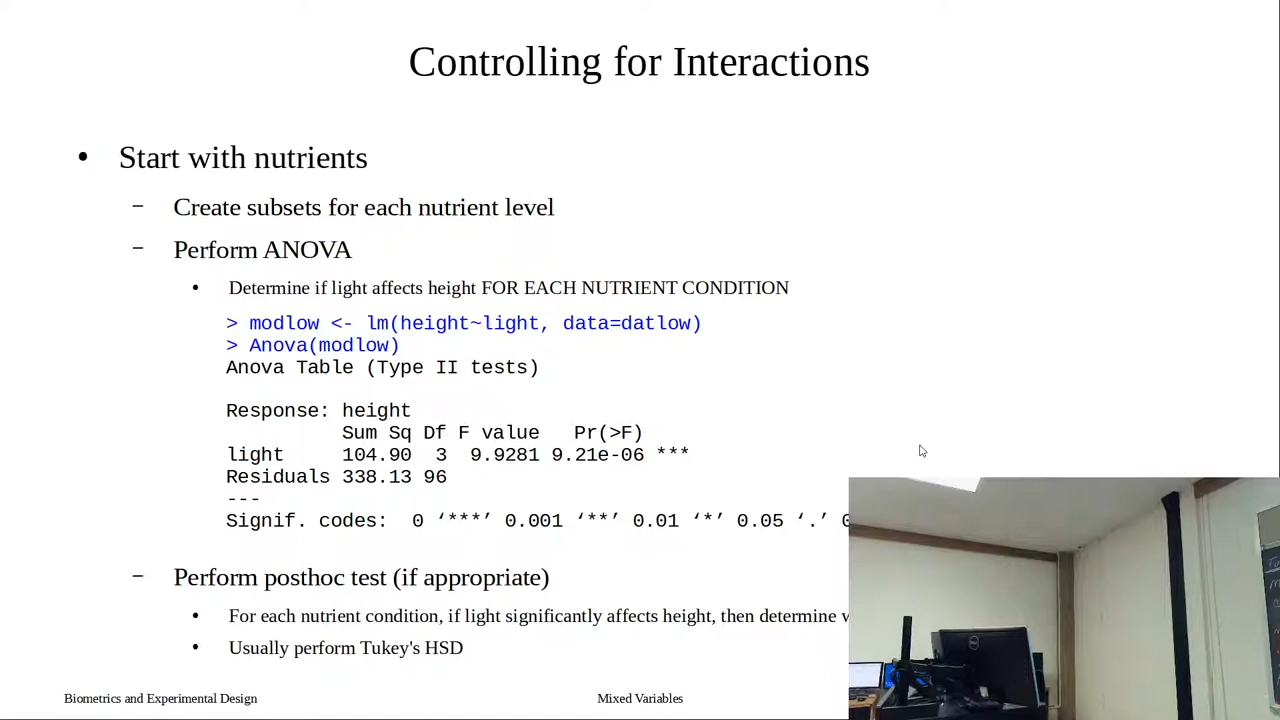 Controlling for Interactions
• Start with nutrients
– Create subsets for each nutrient level
– Perform ANOVA
• Determine if light affects height FOR EACH NUTRIENT CONDITION
> modlow <- lm(height~light, data=datlow)
> Anova(modlow)
Anova Table (Type II tests)
Response: height
Sum Sq Df F value Pr(>F)
light 104.90 3 9.9281 9.21e-06 ***
Residuals 338.13 96
---
Signif. codes: 0 ‘***’ 0.001 ‘**’ 0.01 ‘*’ 0.05 ‘.’
– Perform posthoc test (if appropriate)
• For each nutrient condition, if light significantly affects height, then determine
• Usually perform Tukey's HSD
Biometrics and Experimental Design
Mixed Variables
DELL